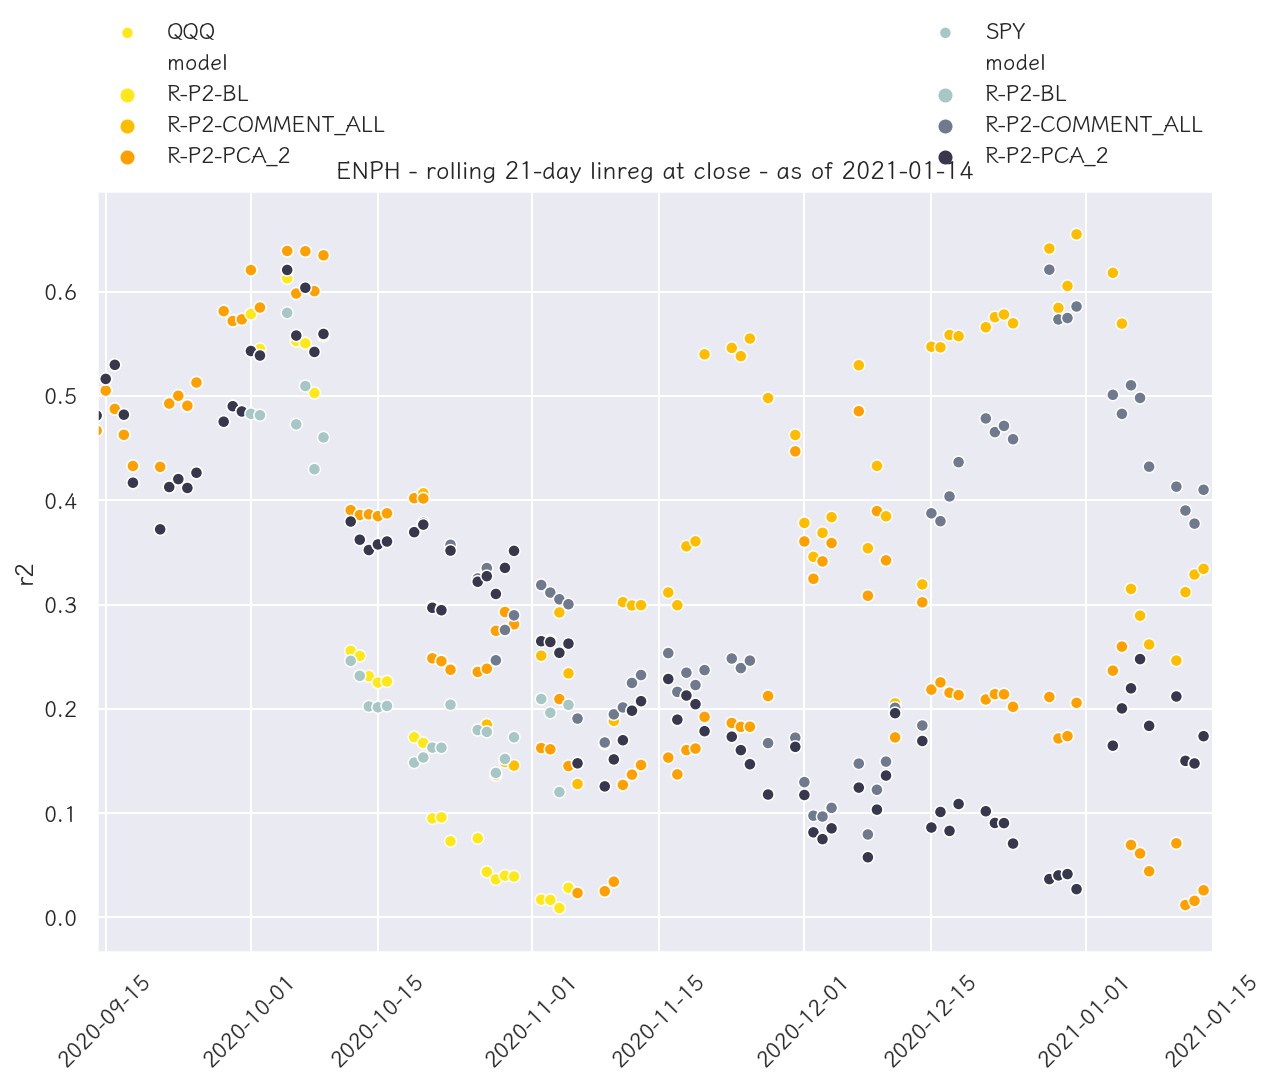 QQQ
model
R-P2-BL
R-P2-COMMENT_ALL
R-P2-PCA_2
SPY
model
R-P2-BL
R-P2-COMMENT_ALL
R-P2-PCA_2
ENPH - rolling 21-day linreg at close - as of 2021-01-14
r2
0.6
0.5
0.4
0.3
0.2
0.1
0.0
2020-09-15
2020-10-01
2020-10-15
2020-11-01
2020-11-15
2020-12-01
2020-12-15
2021-01-01
2021-01-15